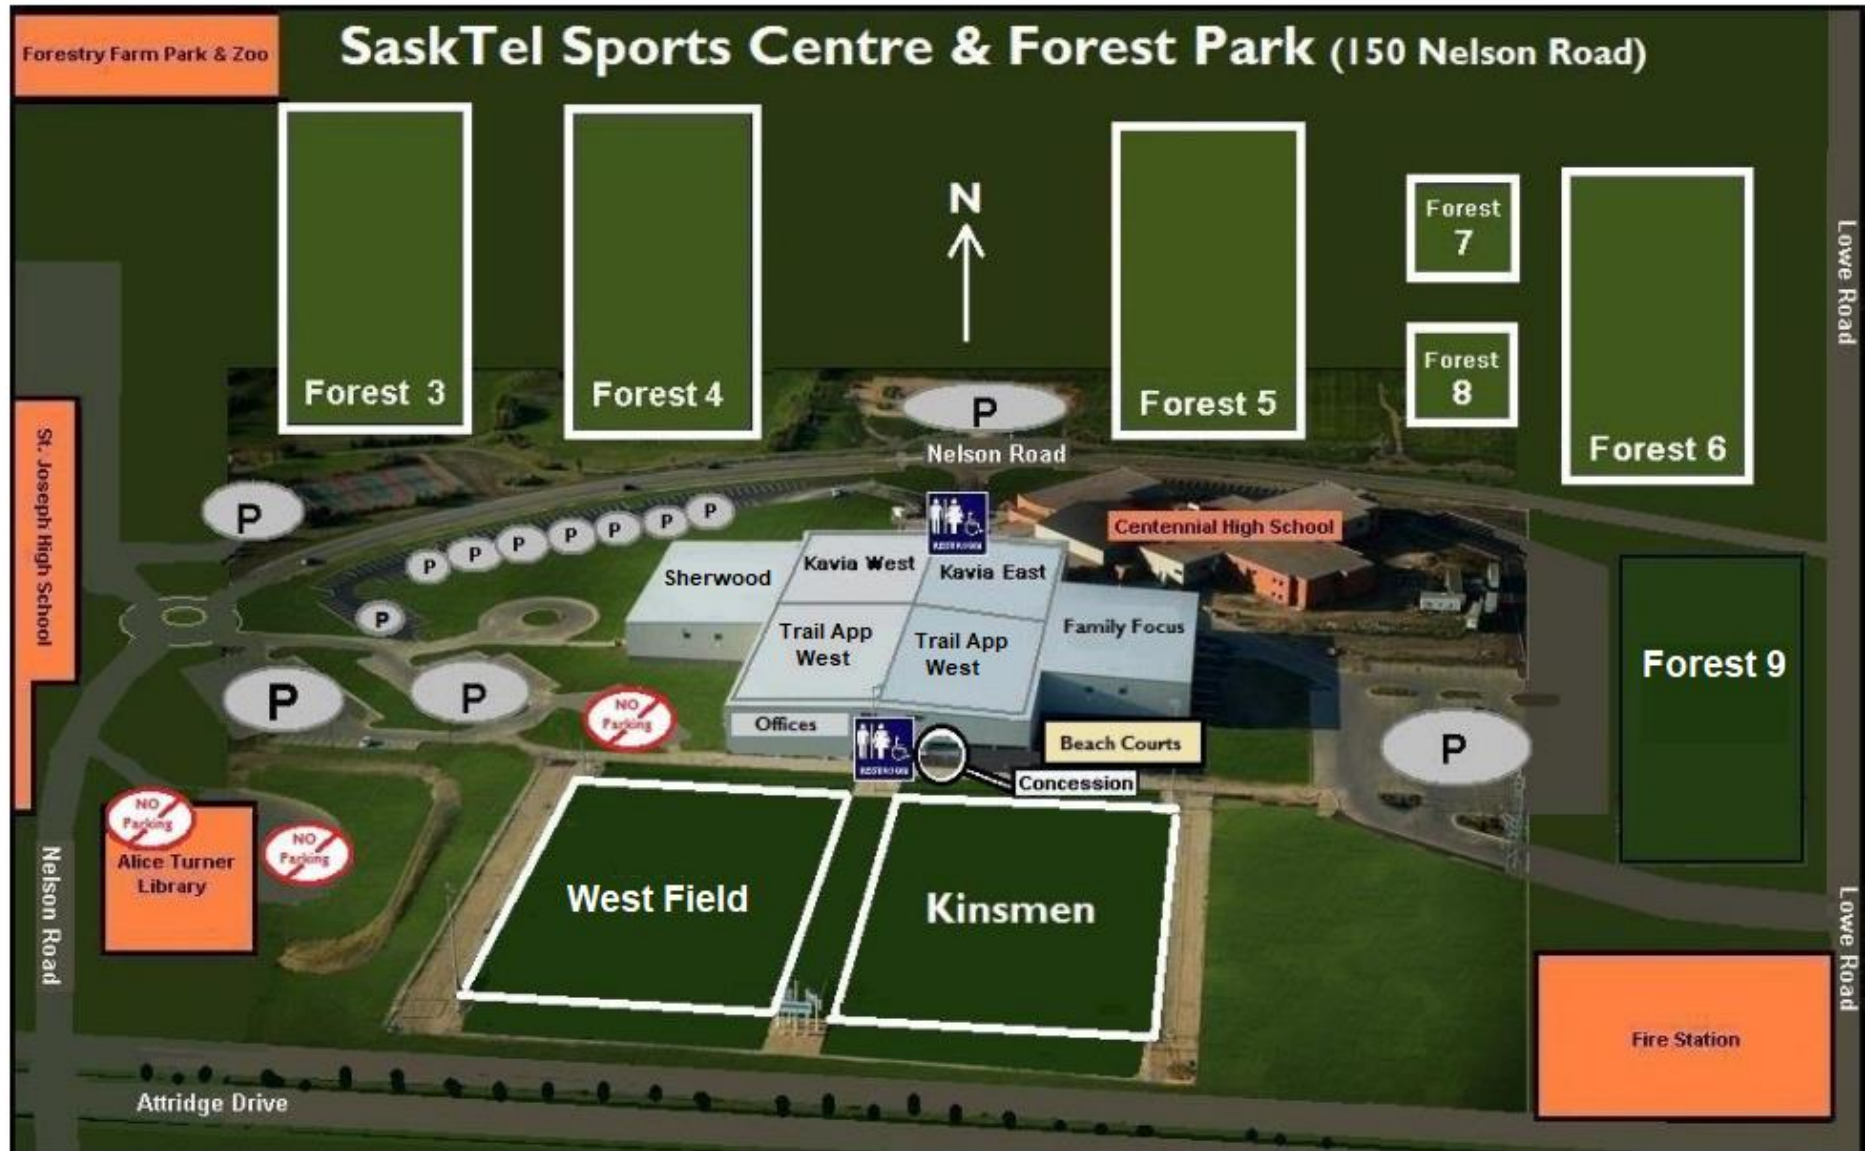 Forestry Farm Park & Zoo
SaskTel Sports Centre & Forest Park (150 Nelson Road)
N
Forest
7
Lowe Road
Forest
8
Forest 3
Forest 4
P
Forest 5
Forest 6
Nelson Road
St. Joseph High School
P
P
P
P
P
P
P
P
P
RESTROOM
Centennial High School
Kavia West
Kavia East
Sherwood
Trail App
West
Trail App
West
Family Focus
Forest 9
P
P
NO
Parking
Offices
RESTROOM
Beach Courts
P
Concession
NO
Parking
NO
Parking
Alice Turner
Library
West Field
Kinsmen
Nelson Road
Lowe Road
Fire Station
Attridge Drive